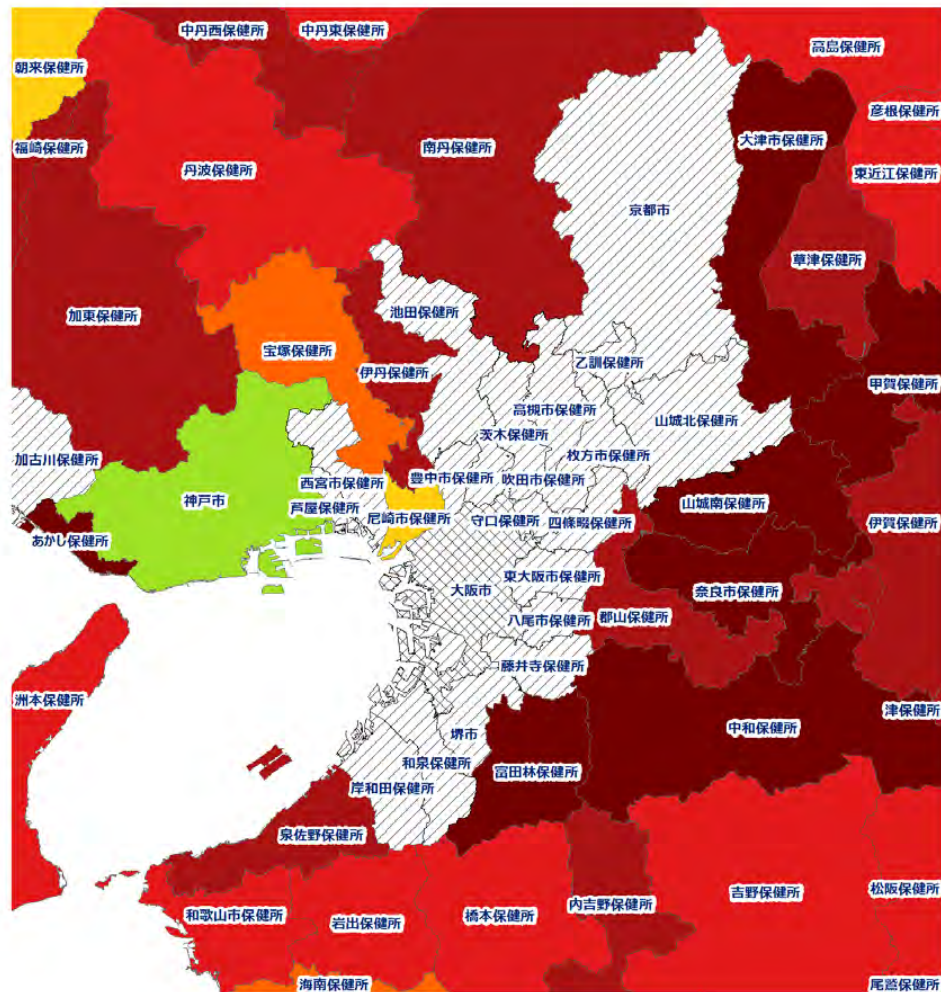 中丹西保健所
中丹東保健所
高島保健所
朝来保健所
彦根保健所
福崎保健所
丹波保健所
南丹保健所
大津市保健所
東近江保健所
京都市
草津保健所
加東保健所
池田保健所
宝塚保健所
伊丹保健所
乙訓保健所
甲賀保健所
高槻市保健所
茨木保健所
山城北保健所
加古川保健所
枚方市保健所
西宮市保健所
豊中市保健所
吹田市保健所
神戸市
山城南保健所
芦屋保健所
尼崎市保健所
守口保健所
四條畷保健所
伊賀保健所
あかし保健所
東大阪市保健所
大阪市
奈良市保健所
八尾市保健所
郡山保健所
藤井寺保健所
洲本保健所
津保健所
中和保健所
堺市
和泉保健所
富田林保健所
岸和田保健所
泉佐野保健所
吉野保健所
松阪保健所
内吉野保健所
和歌山市保健所
橋本保健所
岩出保健所
海南保健所
尾鷲保健所